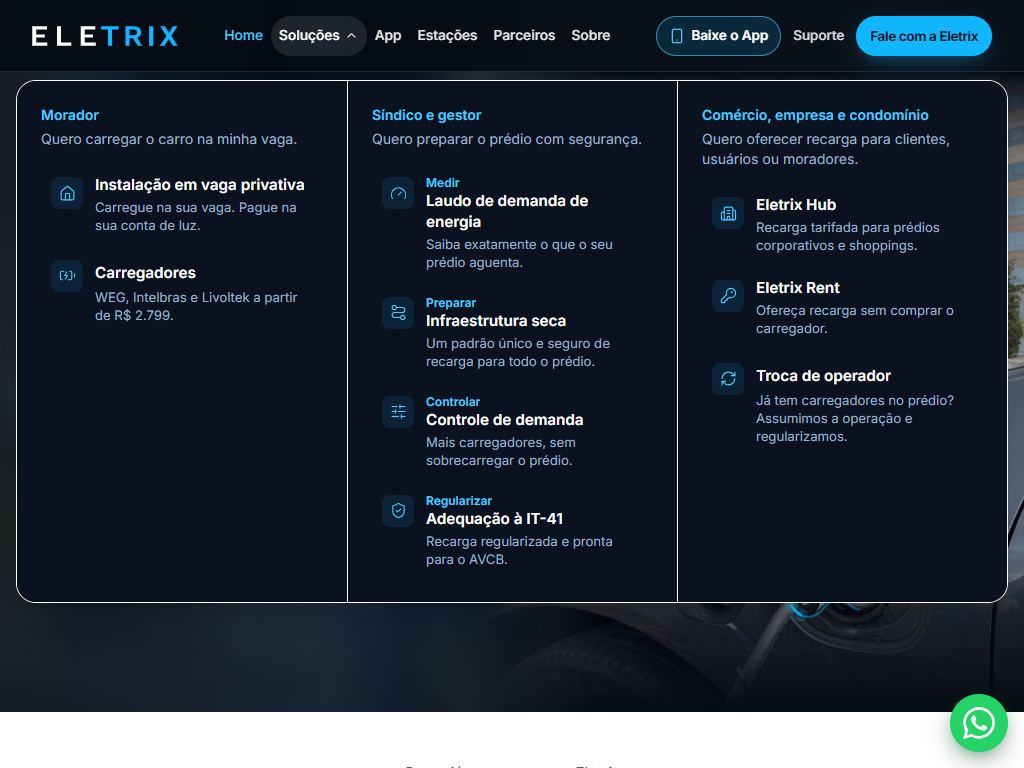 ELETRIX
Home
Soluções
App
Estações
Parceiros
Sobre
Baixe o App
Suporte
Fale com a Eletrix
Morador
Quero carregar o carro na minha vaga.
Instalação em vaga privativa
Carregue na sua vaga. Pague na
sua conta de luz.
Carregadores
WEG, Intelbras e Livoltek a partir
de R$ 2.799.
Síndico e gestor
Quero preparar o prédio com segurança.
Medir
Laudo de demanda de
energia
Saiba exatamente o que o seu
prédio aguenta.
Preparar
Infraestrutura seca
Um padrão único e seguro de
recarga para todo o prédio.
Controlar
Controle de demanda
Mais carregadores, sem
sobrecarregar o prédio.
Regularizar
Adequação à IT-41
Recarga regularizada e pronta
para o AVCB.
Comércio, empresa e condomínio
Quero oferecer recarga para clientes,
usuários ou moradores.
Eletrix Hub
Recarga tarifada para prédios
corporativos e shoppings.
Eletrix Rent
Ofereça recarga sem comprar o
carregador.
Troca de operador
Já tem carregadores no prédio?
Assumimos a operação e
regularizamos.